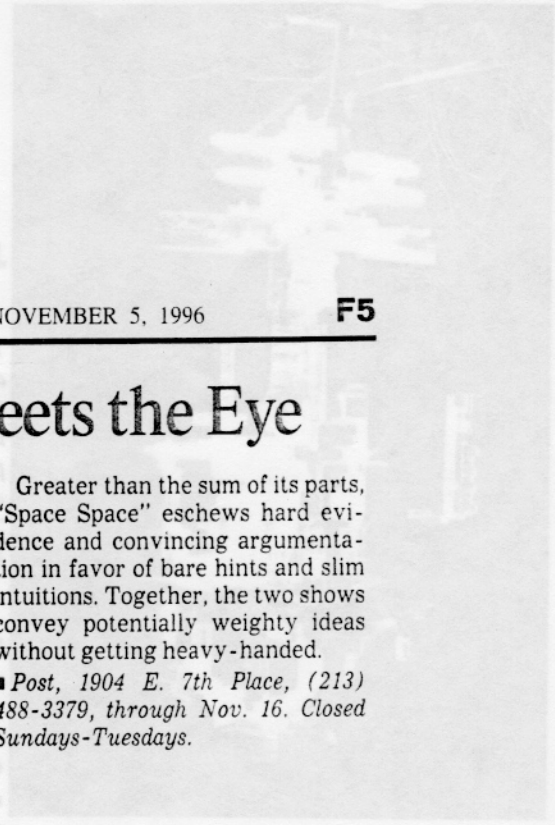 NOVEMBER 5, 1996 F5
eets the Eye
Greater than the sum of its parts,
"Space Space" eschews hard evi-
dence and convincing argumenta-
tion in favor of bare hints and slim
intuitions. Together, the two shows
convey potentially weighty ideas
without getting heavy-handed.
■ Post, 1904 E. 7th Place, (213)
488-3379, through Nov. 16. Closed
Sundays-Tuesdays.